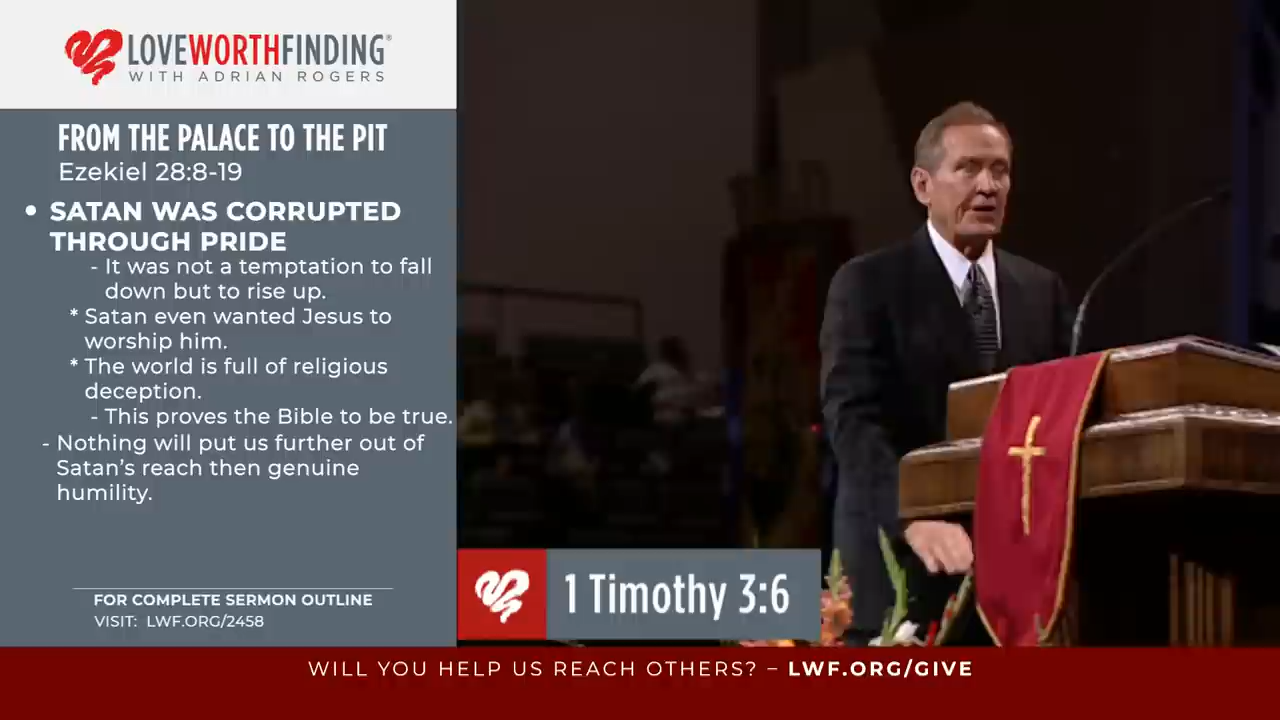 LOVEWORTHFINDING®
WITH ADRIAN ROGERS
FROM THE PALACE TO THE PIT
Ezekiel 28:8-19
• SATAN WAS CORRUPTED
THROUGH PRIDE
- It was not a temptation to fall
down but to rise up.
* Satan even wanted Jesus to
worship him.
* The world is full of religious
deception.
- This proves the Bible to be true.
- Nothing will put us further out of
Satan's reach then genuine
humility.
FOR COMPLETE SERMON OUTLINE
VISIT: LWF.ORG/2458
1 Timothy 3:6
WILL YOU HELP US REACH OTHERS? – LWF.ORG/GIVE